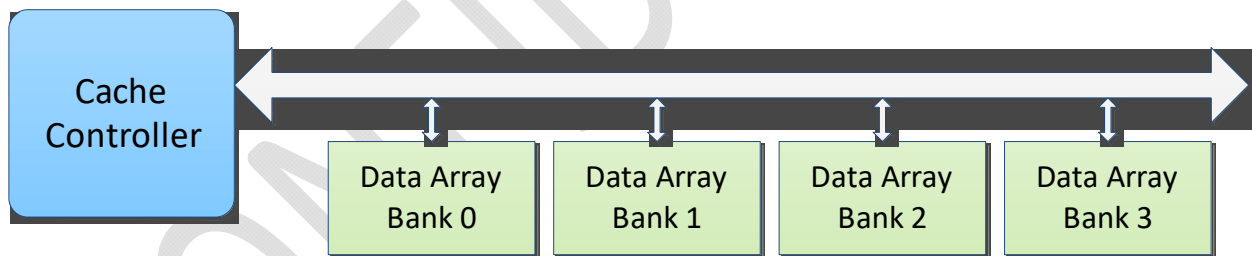 Cache
Controller
Data Array
Bank 0
Data Array
Bank 1
Data Array
Bank 2
Data Array
Bank 3